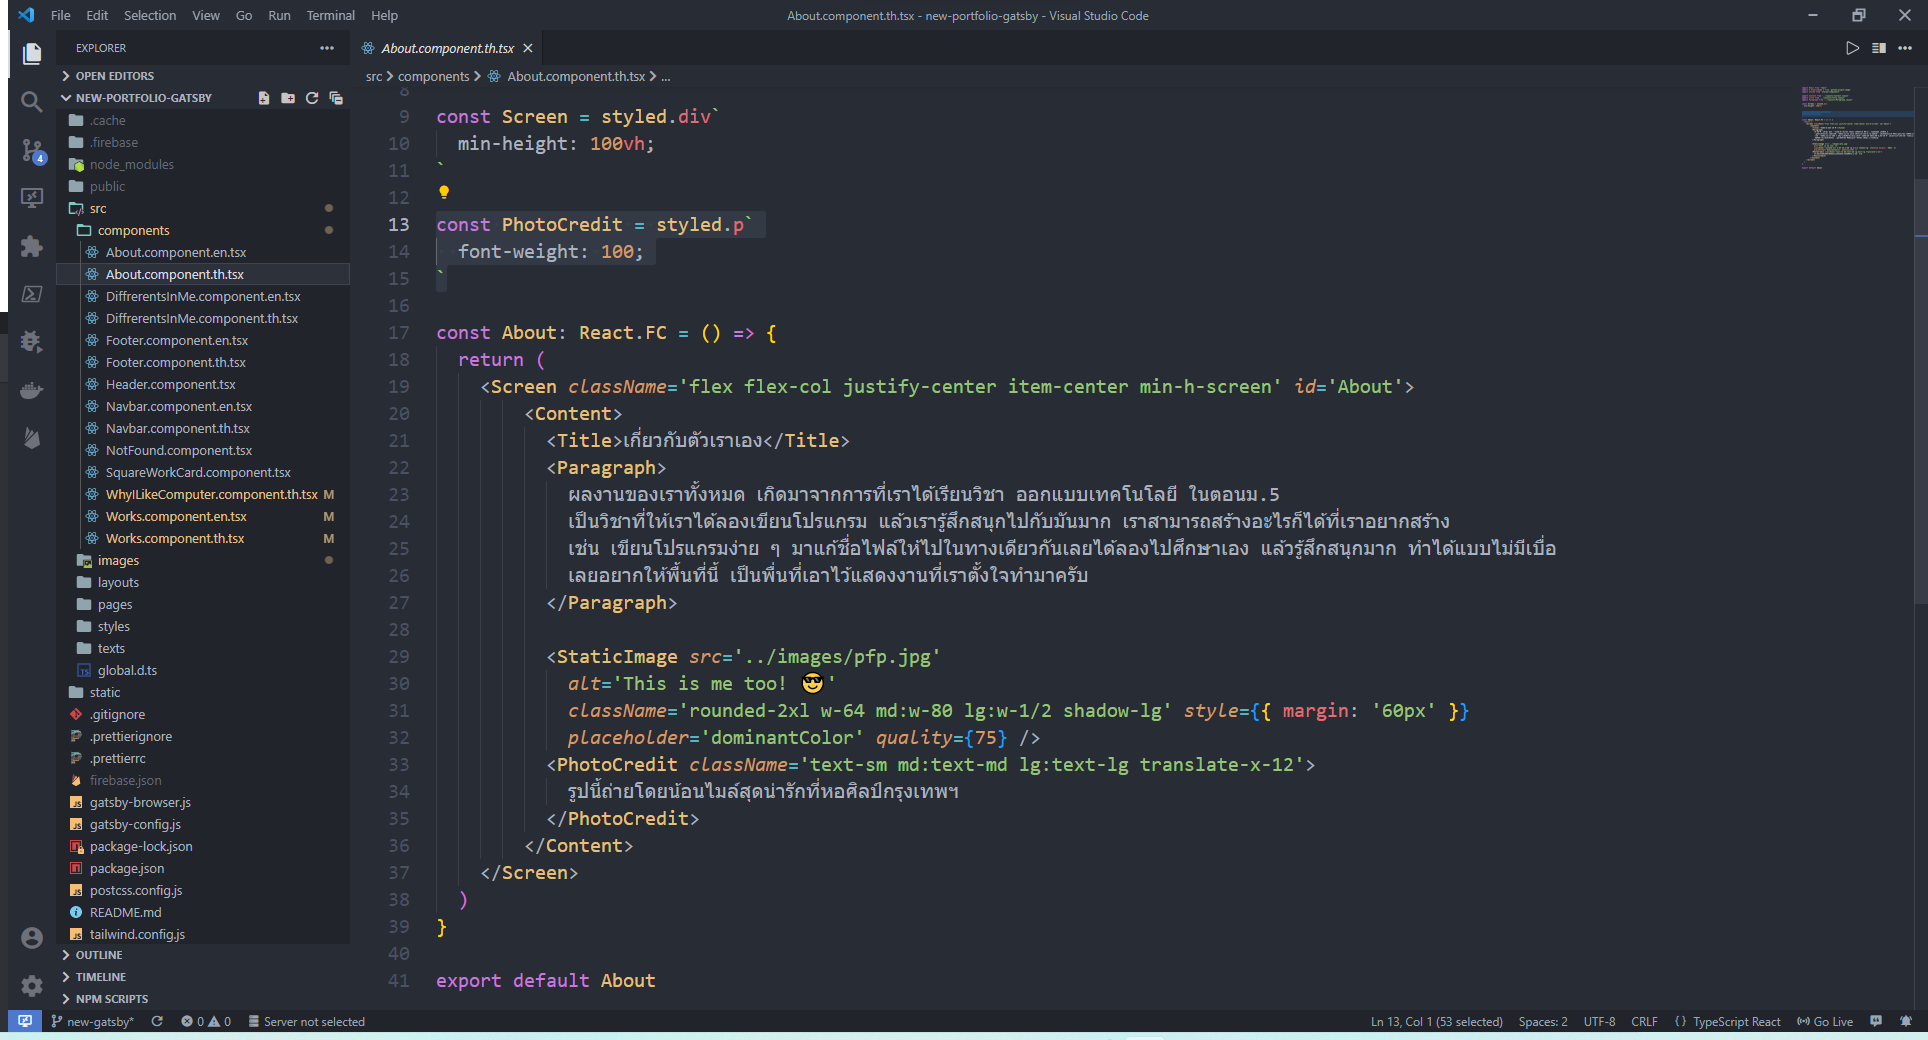 File Edit Selection View Go Run Terminal Help
About.component.th.tsx - new-portfolio-gatsby - Visual Studio Code
EXPLORER
OPEN EDITORS
NEW-PORTFOLIO-GATSBY
.cache
.firebase
node_modules
public
src
components
About.component.en.tsx
About.component.th.tsx
DiffrerentsInMe.component.en.tsx
DiffrerentsInMe.component.th.tsx
Footer.component.en.tsx
Footer.component.th.tsx
Header.component.tsx
Navbar.component.en.tsx
Navbar.component.th.tsx
NotFound.component.tsx
SquareWorkCard.component.tsx
WhyILikeComputer.component.th.tsx M
Works.component.en.tsx M
Works.component.th.tsx M
images
layouts
pages
styles
texts
global.d.ts
static
.gitignore
.prettierignore
.prettierrc
firebase.json
gatsby-browser.js
gatsby-config.js
package-lock.json
package.json
postcss.config.js
README.md
tailwind.config.js
OUTLINE
TIMELINE
NPM SCRIPTS
About.component.th.tsx
src > components > About.component.th.tsx > ...
8
9 const Screen = styled.div`
10 min-height: 100vh;
11 `
12
13 const PhotoCredit = styled.p`
14 font-weight: 100;
15 `
16
17 const About: React.FC = () => {
18 return (
19 <Screen className='flex flex-col justify-center item-center min-h-screen' id='About'>
20 <Content>
21 <Title>เกี่ยวกับตัวเราเอง</Title>
22 <Paragraph>
23 ผลงานของเราทั้งหมด เกิดมาจากการที่เราได้เรียนวิชา ออกแบบเทคโนโลยี ในตอนม.5
24 เป็นวิชาที่ให้เราได้ลองเขียนโปรแกรม แล้วเรารู้สึกสนุกไปกับมันมาก เราสามารถสร้างอะไรก็ได้ที่เราอยากสร้าง
25 เช่น เขียนโปรแกรมง่าย ๆ มาแก้ชื่อไฟล์ให้ไปในทางเดียวกันเลยได้ลองไปศึกษาเอง แล้วรู้สึกสนุกมาก ทำได้แบบไม่มีเบื่อ
26 เลยอยากให้พื้นที่นี้ เป็นพื่นที่เอาไว้แสดงงานที่เราตั้งใจทำมาครับ
27 </Paragraph>
28
29 <StaticImage src='../images/pfp.jpg'
30 alt='This is me too! 😎'
31 className='rounded-2xl w-64 md:w-80 lg:w-1/2 shadow-lg' style={{ margin: '60px' }}
32 placeholder='dominantColor' quality={75} />
33 <PhotoCredit className='text-sm md:text-md lg:text-lg translate-x-12'>
34 รูปนี้ถ่ายโดยน้อนไมล์สุดน่ารักที่หอศิลป์กรุงเทพฯ
35 </PhotoCredit>
36 </Content>
37 </Screen>
38 )
39 }
40
41 export default About
4
new-gatsby* 0 0 Server not selected
Ln 13, Col 1 (53 selected) Spaces: 2 UTF-8 CRLF {} TypeScript React Go Live